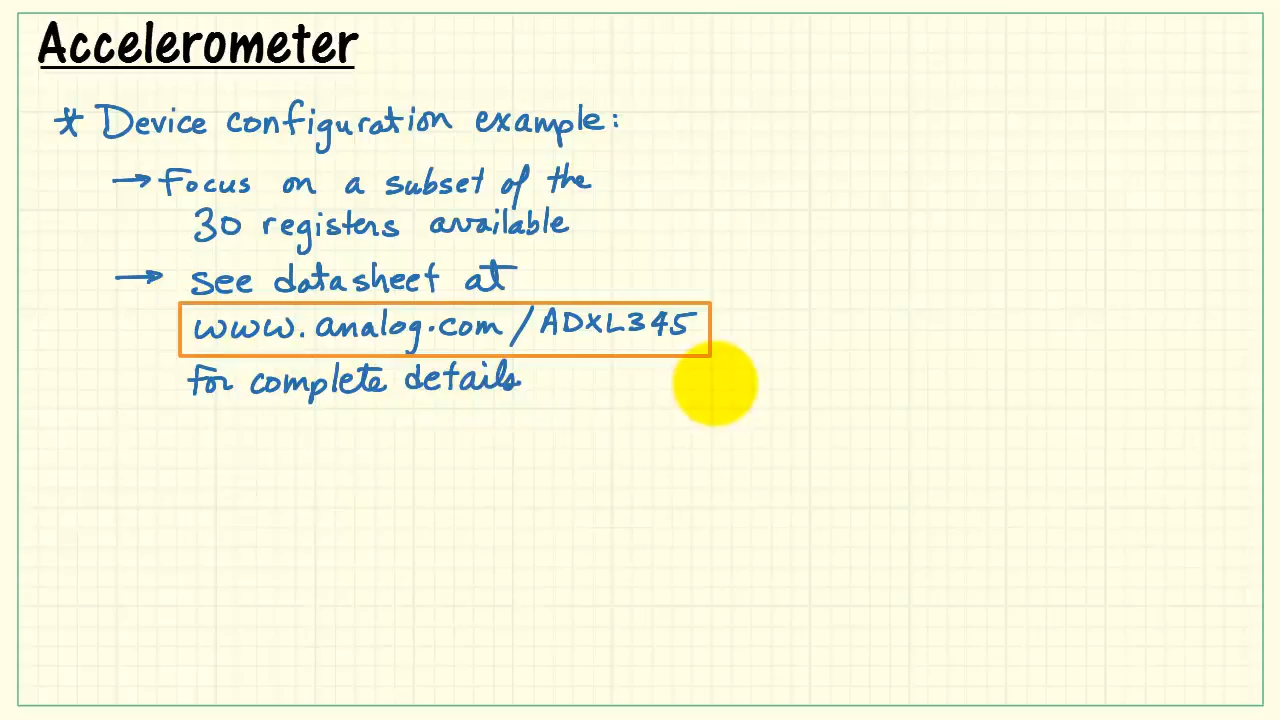 Accelerometer
* Device configuration example:
→ Focus on a subset of the
30 registers available
→ see datasheet at
www.analog.com/ADXL345
for complete details